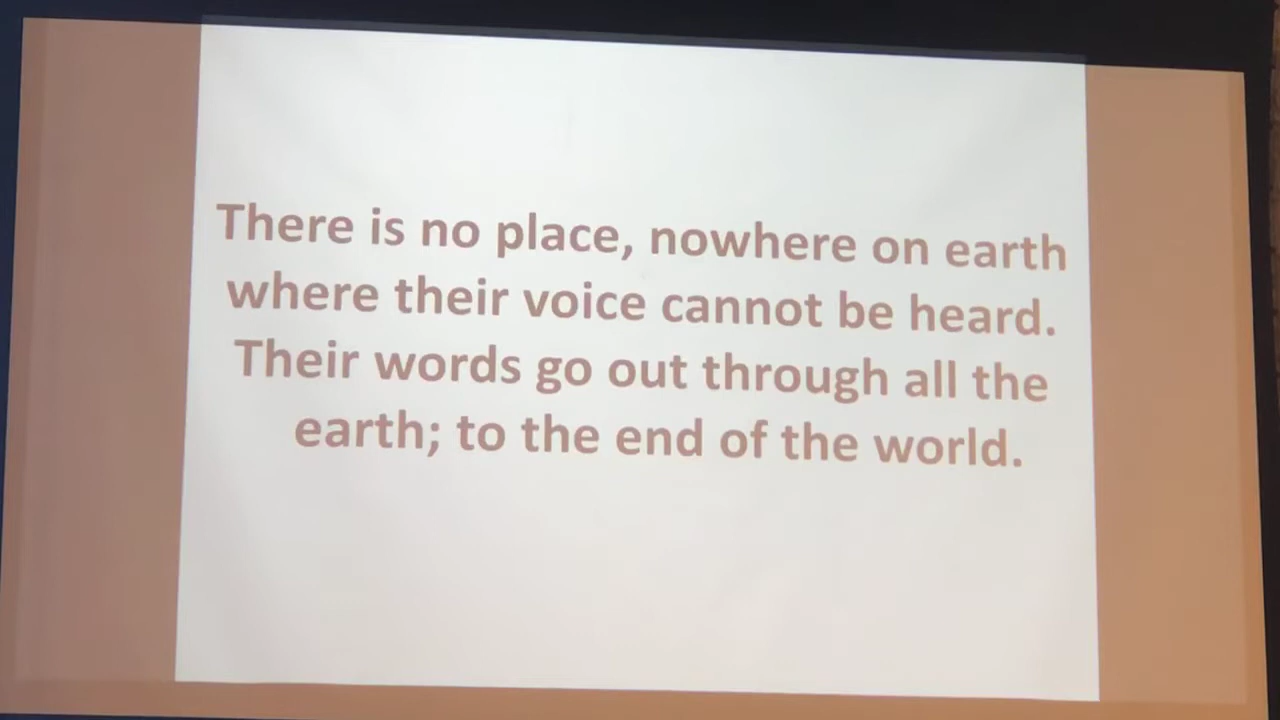 There is no place, nowhere on earth
where their voice cannot be heard.
Their words go out through all the
earth; to the end of the world.